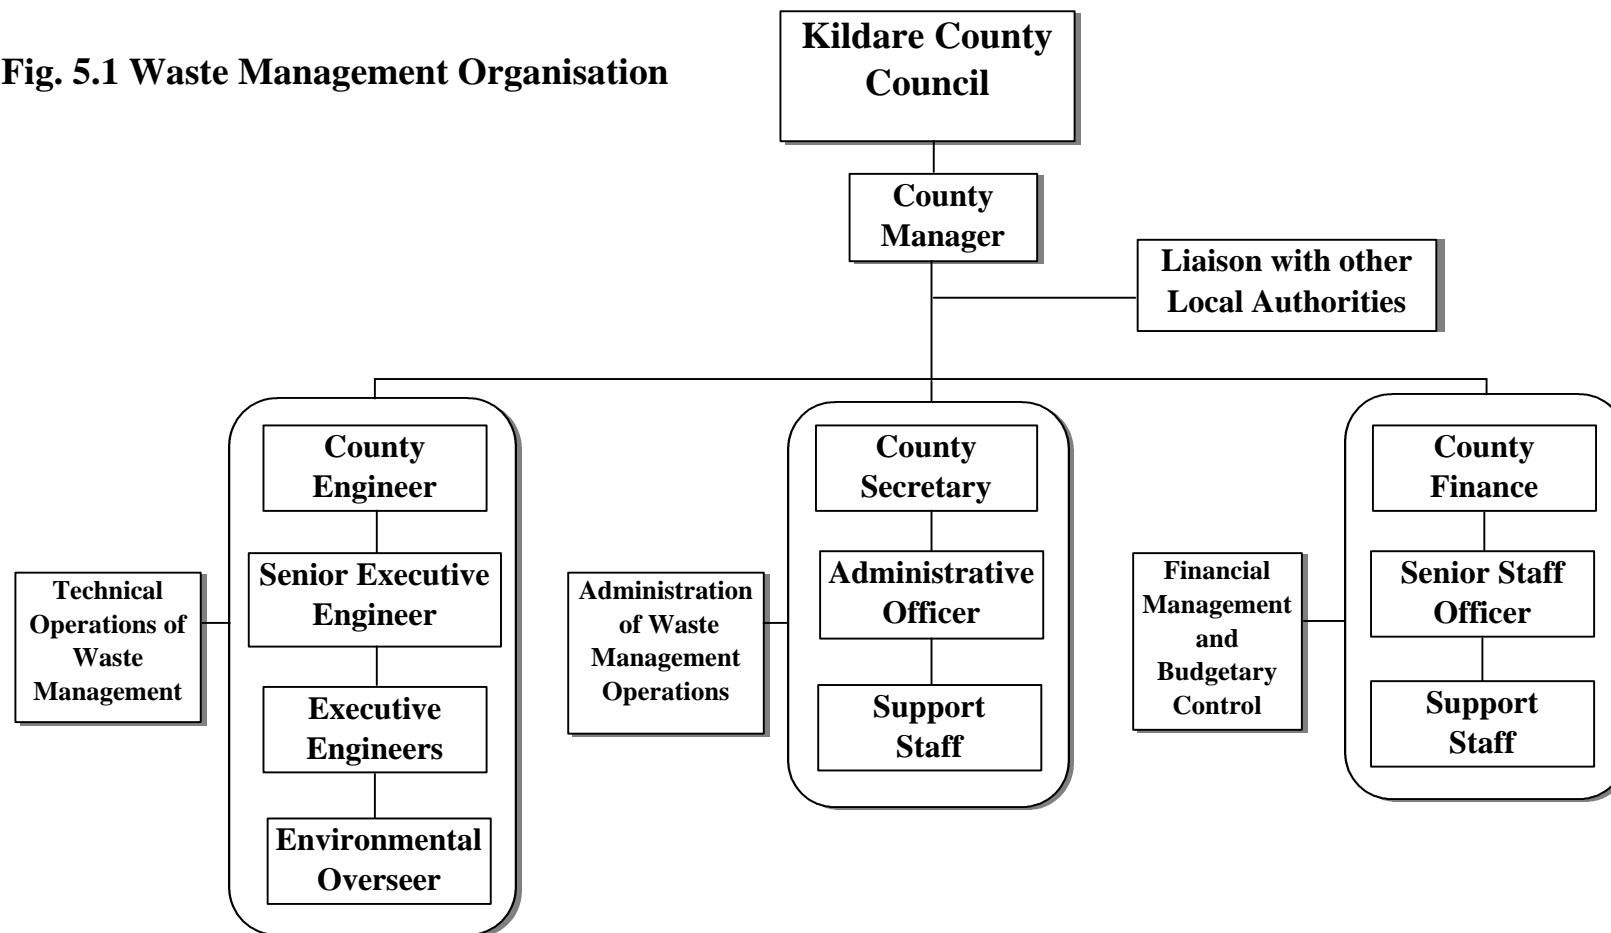 Fig. 5.1 Waste Management Organisation
Kildare County
Council
County
Manager
Liaison with other
Local Authorities
County
Engineer
Senior Executive
Engineer
Executive
Engineers
Environmental
Overseer
Technical
Operations of
Waste
Management
County
Secretary
Administrative
Officer
Support
Staff
Administration
of Waste
Management
Operations
County
Finance
Senior Staff
Officer
Support
Staff
Financial
Management
and
Budgetary
Control